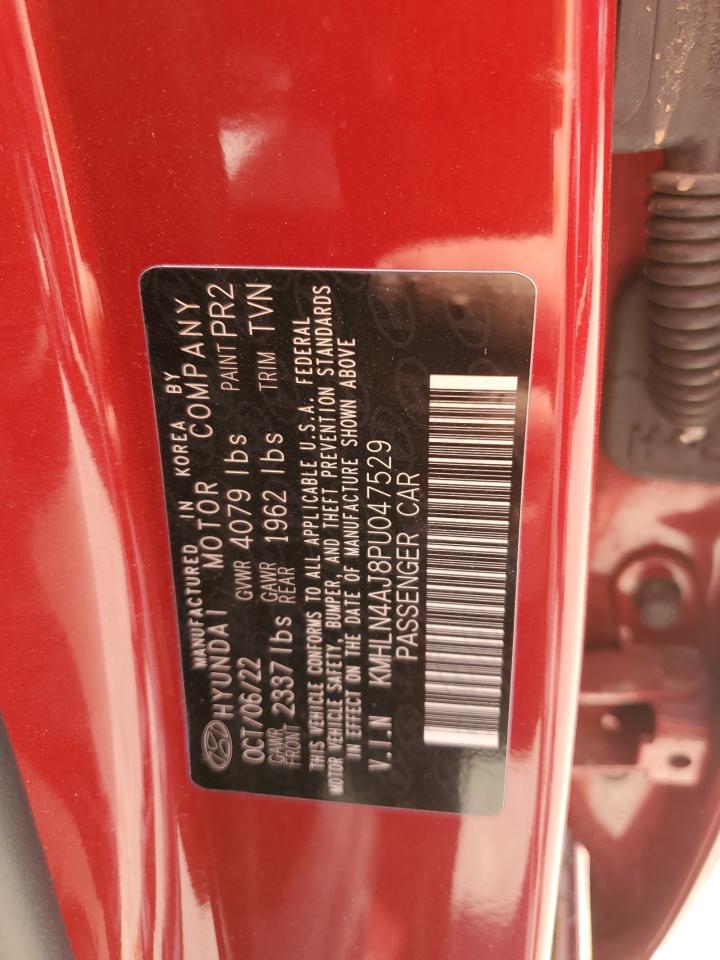 MANUFACTURED IN KOREA BY
HYUNDAI MOTOR COMPANY
OCT/06/22 GVWR 4079 lbs PAINT PR2
GAWR FRONT 2337 lbs GAWR REAR 1962 lbs TRIM TVN
THIS VEHICLE CONFORMS TO ALL APPLICABLE U.S.A. FEDERAL
MOTOR VEHICLE SAFETY, BUMPER, AND THEFT PREVENTION STANDARDS
IN EFFECT ON THE DATE OF MANUFACTURE SHOWN ABOVE
V.I.N KMHLN4AJ8PU047529
PASSENGER CAR